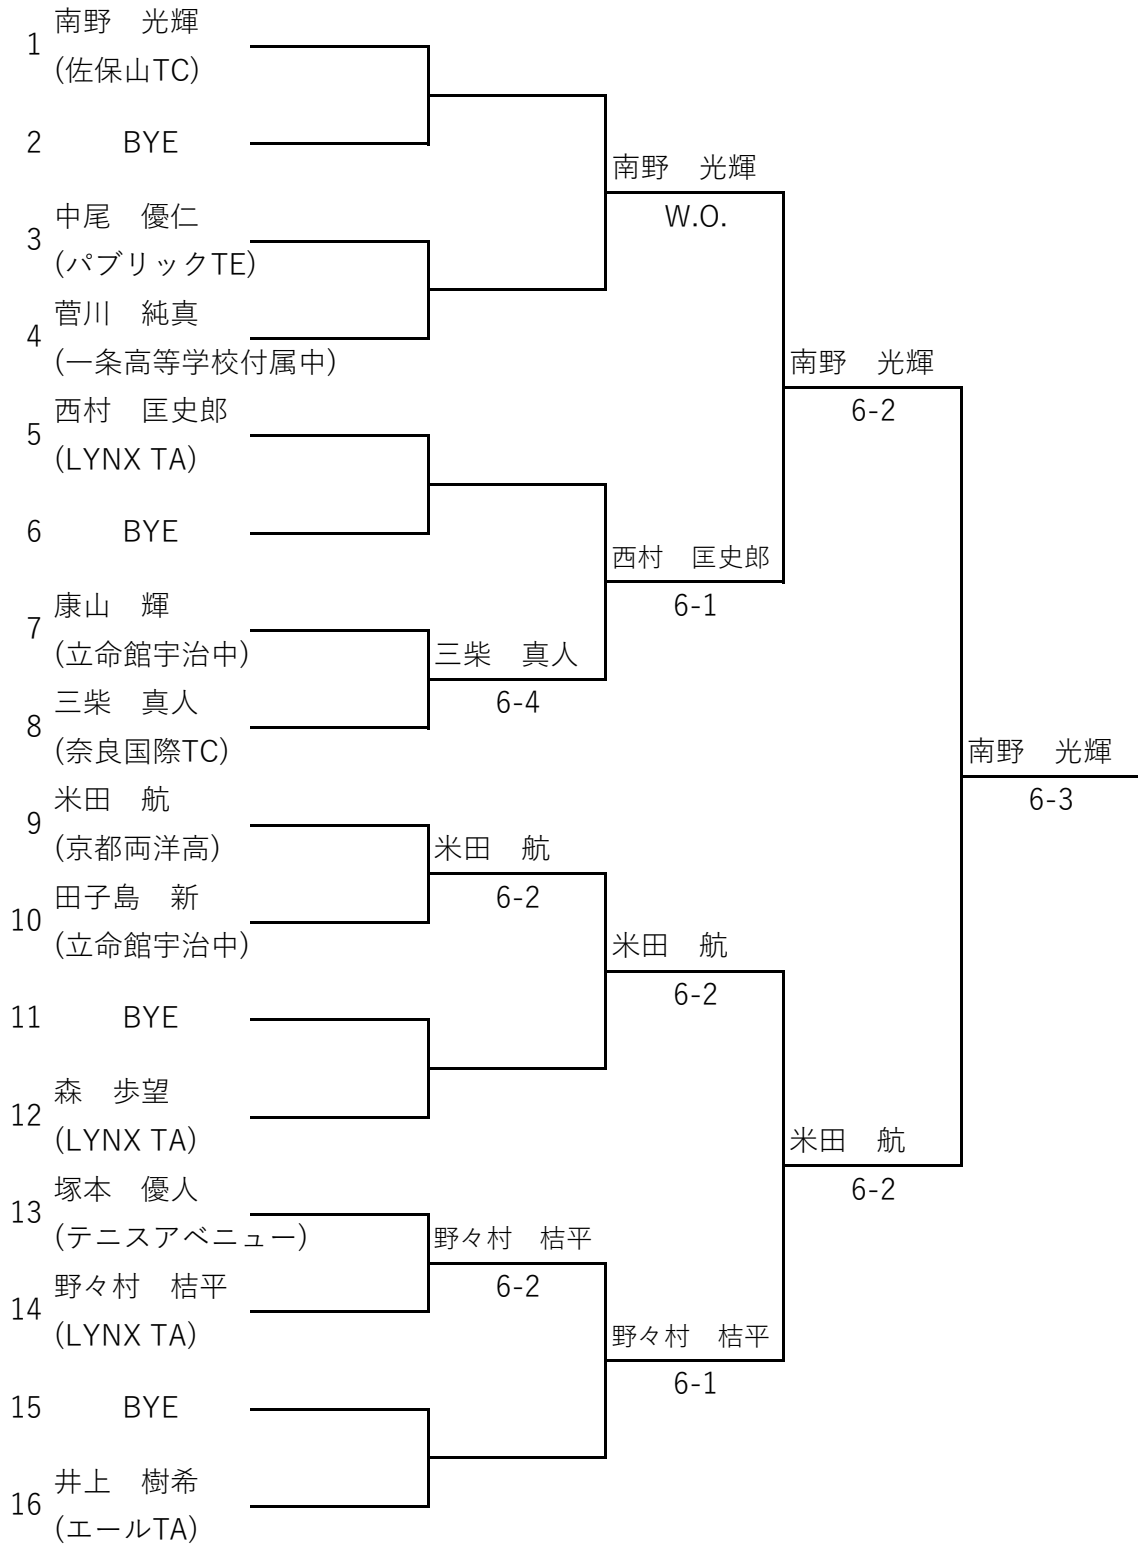 1
南野　光輝
(佐保山TC)
2
BYE
南野　光輝
W.O.
3
中尾　優仁
(パブリックTE)
4
菅川　純真
(一条高等学校付属中)
南野　光輝
6-2
5
西村　匡史郎
(LYNX TA)
6
BYE
西村　匡史郎
6-1
7
康山　輝
(立命館宇治中)
三柴　真人
6-4
8
三柴　真人
(奈良国際TC)
南野　光輝
6-3
9
米田　航
(京都両洋高)
米田　航
6-2
10
田子島　新
(立命館宇治中)
米田　航
6-2
11
BYE
12
森　歩望
(LYNX TA)
米田　航
6-2
13
塚本　優人
(テニスアベニュー)
野々村　桔平
6-2
14
野々村　桔平
(LYNX TA)
野々村　桔平
6-1
15
BYE
16
井上　樹希
(エールTA)